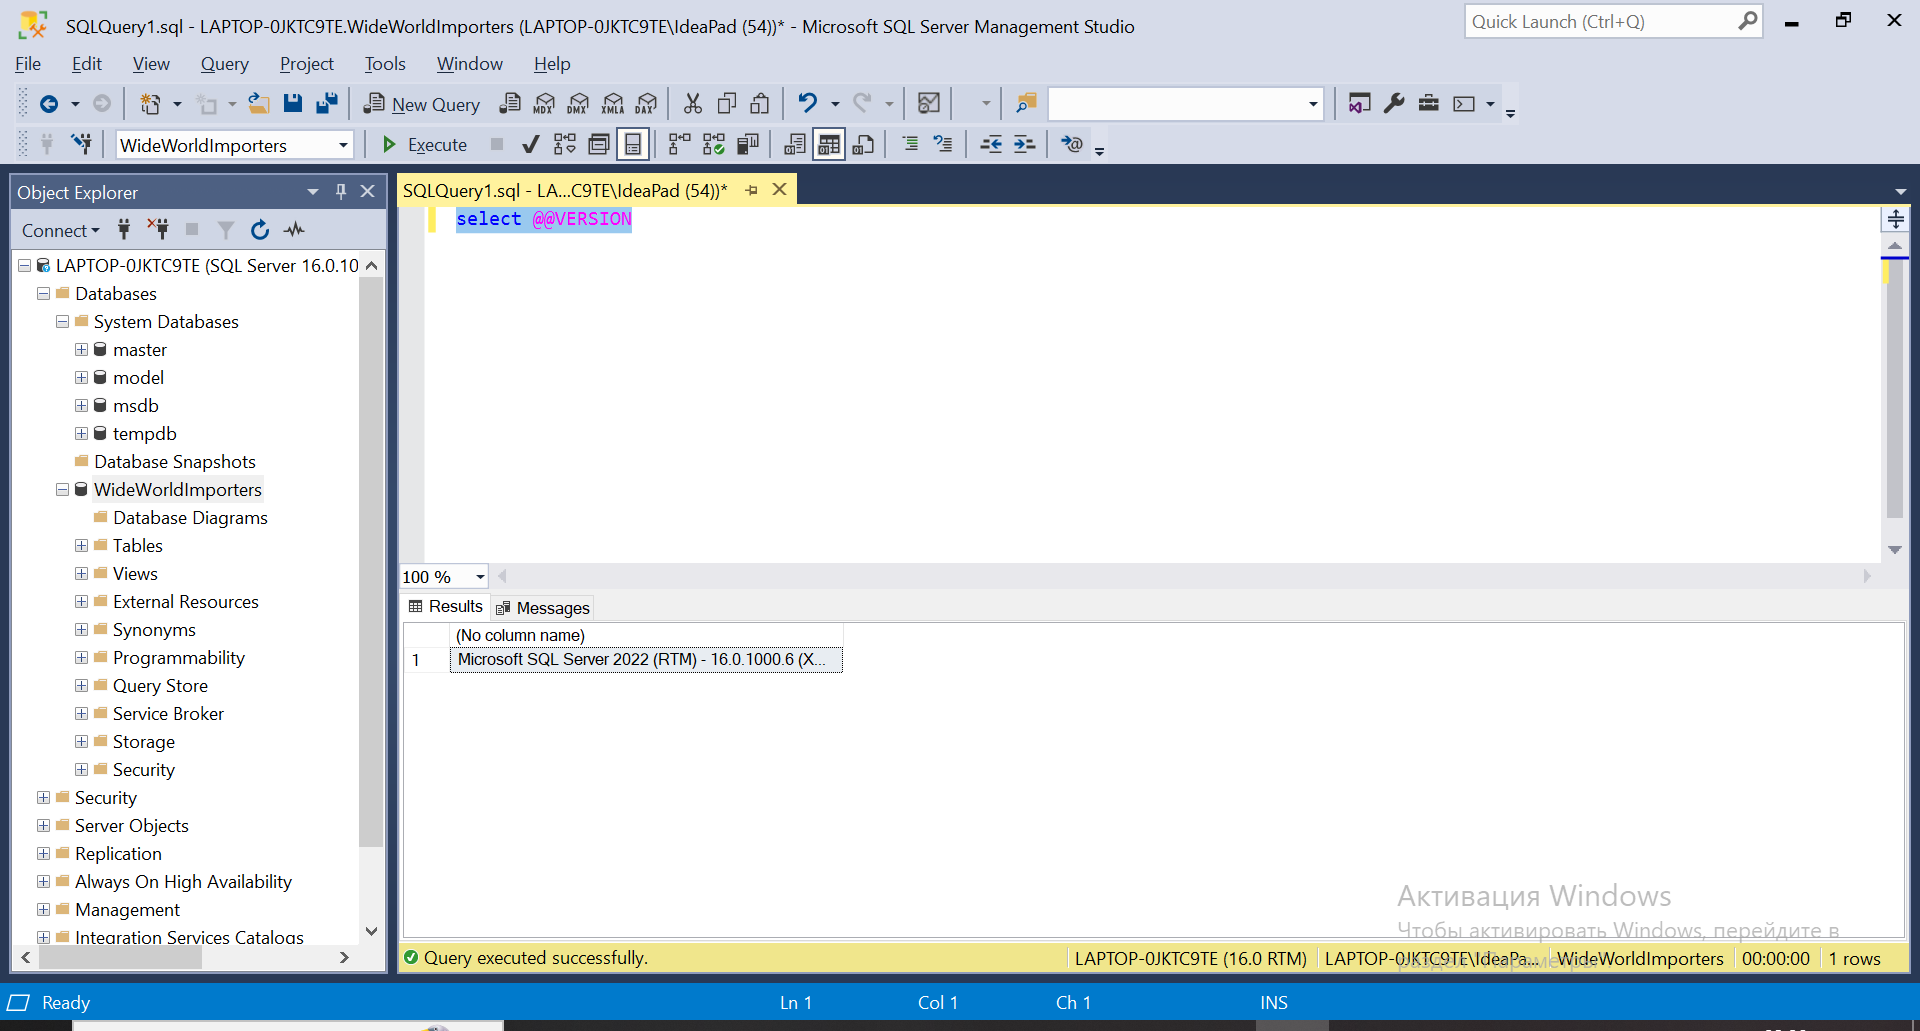 SQLQuery1.sql - LAPTOP-0JKTC9TE.WideWorldImporters (LAPTOP-0JKTC9TE\IdeaPad (54))* - Microsoft SQL Server Management Studio
Quick Launch (Ctrl+Q)
File Edit View Query Project Tools Window Help
New Query MDX DMX XMLA DAX
WideWorldImporters Execute
Object Explorer
SQLQuery1.sql - LA...C9TE\IdeaPad (54))*
Connect
select @@VERSION
LAPTOP-0JKTC9TE (SQL Server 16.0.10
Databases
System Databases
master
model
msdb
tempdb
Database Snapshots
WideWorldImporters
Database Diagrams
Tables
Views
External Resources
Synonyms
Programmability
Query Store
Service Broker
Storage
Security
Security
Server Objects
Replication
Always On High Availability
Management
Integration Services Catalogs
100 %
Results Messages
(No column name)
1 Microsoft SQL Server 2022 (RTM) - 16.0.1000.6 (X...
Активация Windows
Чтобы активировать Windows, перейдите в
раздел "Параметры".
Query executed successfully.
LAPTOP-0JKTC9TE (16.0 RTM) LAPTOP-0JKTC9TE\IdeaPa... WideWorldImporters 00:00:00 1 rows
Ready Ln 1 Col 1 Ch 1 INS